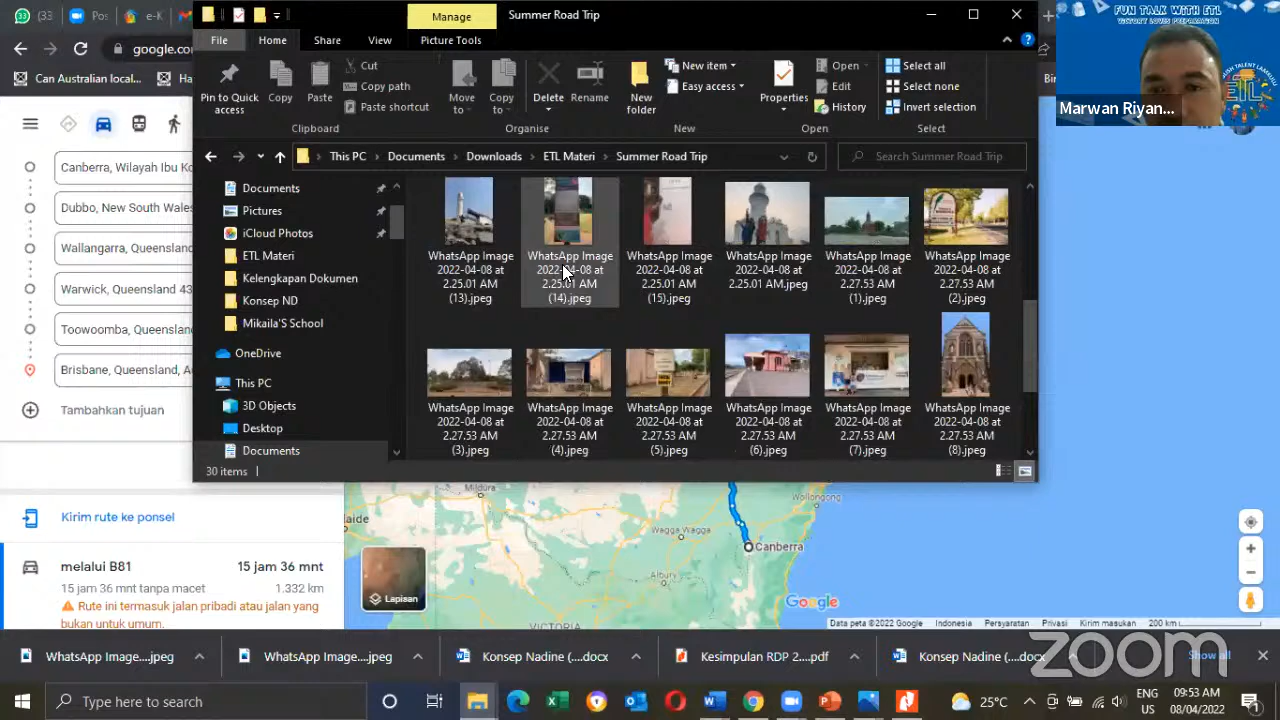 33
(3)
Pos
e-K
Manage
Summer Road Trip
File
Home
Share
View
Picture Tools
Pin to Quick access
Copy
Paste
Cut
Copy path
Paste shortcut
Move to
Copy to
Delete
Rename
New folder
New item
Easy access
Properties
Open
Edit
History
Select all
Select none
Invert selection
Clipboard
Organise
New
Open
Select
This PC
Documents
Downloads
ETL Materi
Summer Road Trip
Search Summer Road Trip
Documents
Pictures
iCloud Photos
ETL Materi
Kelengkapan Dokumen
Konsep ND
Mikaila'S School
OneDrive
This PC
3D Objects
Desktop
Documents
WhatsApp Image 2022-04-08 at 2.25.01 AM (13).jpeg
WhatsApp Image 2022-04-08 at 2.25.01 AM (14).jpeg
WhatsApp Image 2022-04-08 at 2.25.01 AM (15).jpeg
WhatsApp Image 2022-04-08 at 2.25.01 AM.jpeg
WhatsApp Image 2022-04-08 at 2.27.53 AM (1).jpeg
WhatsApp Image 2022-04-08 at 2.27.53 AM (2).jpeg
WhatsApp Image 2022-04-08 at 2.27.53 AM (3).jpeg
WhatsApp Image 2022-04-08 at 2.27.53 AM (4).jpeg
WhatsApp Image 2022-04-08 at 2.27.53 AM (5).jpeg
WhatsApp Image 2022-04-08 at 2.27.53 AM (6).jpeg
WhatsApp Image 2022-04-08 at 2.27.53 AM (7).jpeg
WhatsApp Image 2022-04-08 at 2.27.53 AM (8).jpeg
30 items
google.co
Can Australian local...
Canberra, Wilayah Ibu Ko
Dubbo, New South Wales
Wallangarra, Queensland
Warwick, Queensland 43
Toowoomba, Queensland
Brisbane, Queensland, Au
Tambahkan tujuan
Kirim rute ke ponsel
melalui B81
15 jam 36 mnt
15 jam 36 mnt tanpa macet
1.332 km
Rute ini termasuk jalan pribadi atau jalan yang
bukan untuk umum.
Mildura
laide
Wollongong
Wagga Wagga
Canberra
Albury
VICTORIA
Lapisan
Google
Data peta ©2022 Google
Indonesia
Persyaratan
Privasi
Kirim masukan
200 km
FUN TALK WITH ETL
VICTORY LOVES PREPARATION
ETL
Marwan Riyan...
WhatsApp Image....jpeg
WhatsApp Image....jpeg
Konsep Nadine (....docx
Kesimpulan RDP 2....pdf
Konsep Nadine (....docx
Show all
zoom
Type here to search
25°C
ENG
US
09:53 AM
08/04/2022
1